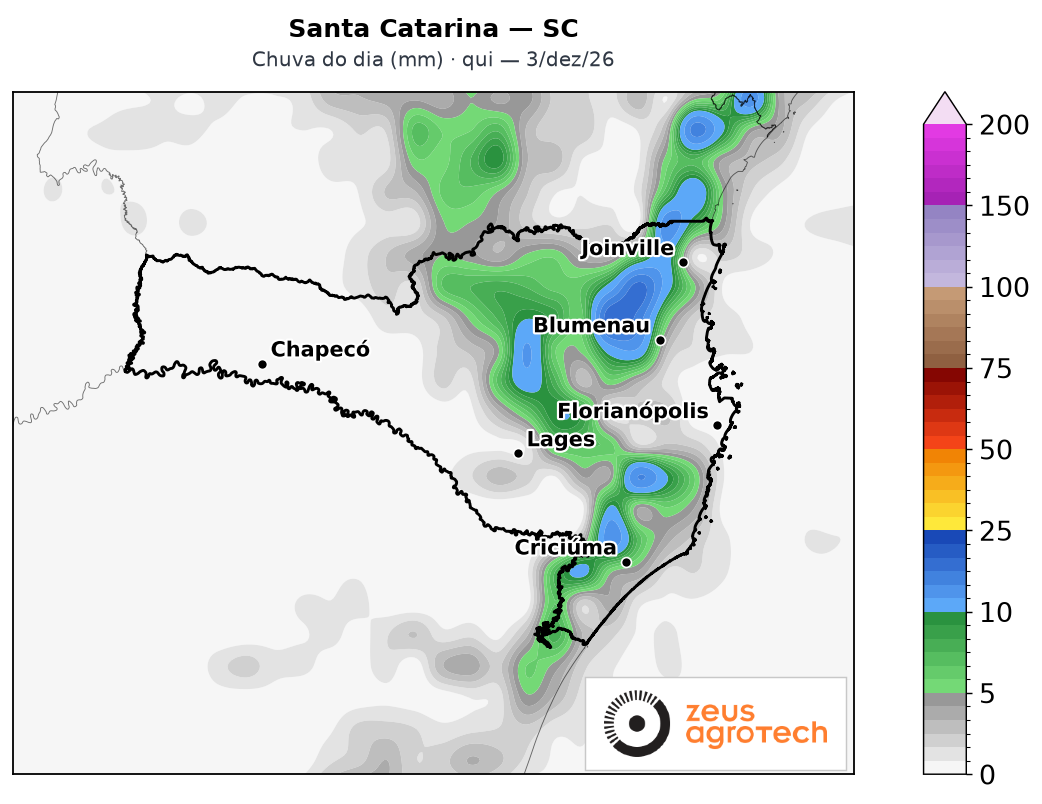 Santa Catarina — SC
Chuva do dia (mm) · qui — 3/dez/26
Joinville
Blumenau
Chapecó
Florianópolis
Lages
Criciúma
zeus
agrotech
200
150
100
75
50
25
10
5
0